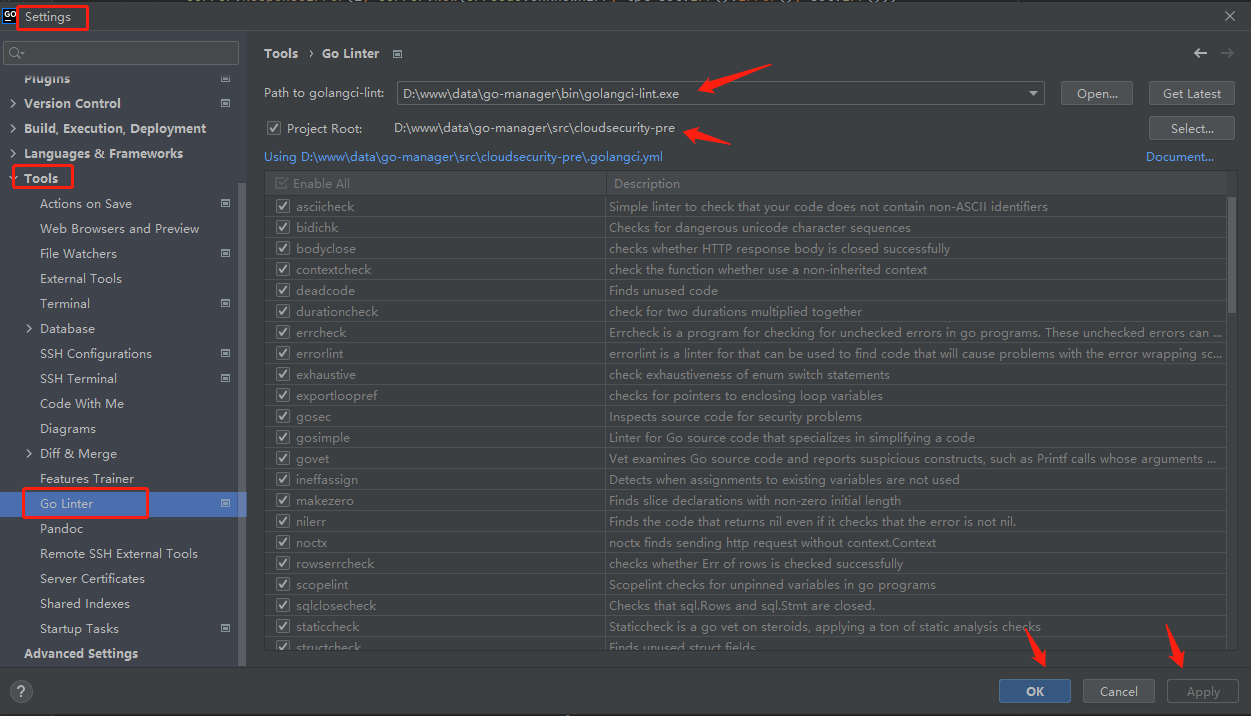 GO
Settings
Plugins
Version Control
Build, Execution, Deployment
Languages & Frameworks
Tools
Actions on Save
Web Browsers and Preview
File Watchers
External Tools
Terminal
Database
SSH Configurations
SSH Terminal
Code With Me
Diagrams
Diff & Merge
Features Trainer
Go Linter
Pandoc
Remote SSH External Tools
Server Certificates
Shared Indexes
Startup Tasks
Advanced Settings
Tools › Go Linter
Path to golangci-lint: D:\www\data\go-manager\bin\golangci-lint.exe Open... Get Latest
Project Root: D:\www\data\go-manager\src\cloudsecurity-pre Select...
Using D:\www\data\go-manager\src\cloudsecurity-pre\.golangci.yml Document...
Enable All Description
asciicheck Simple linter to check that your code does not contain non-ASCII identifiers
bidichk Checks for dangerous unicode character sequences
bodyclose checks whether HTTP response body is closed successfully
contextcheck check the function whether use a non-inherited context
deadcode Finds unused code
durationcheck check for two durations multiplied together
errcheck Errcheck is a program for checking for unchecked errors in go programs. These unchecked errors can ...
errorlint errorlint is a linter for that can be used to find code that will cause problems with the error wrapping sc...
exhaustive check exhaustiveness of enum switch statements
exportloopref checks for pointers to enclosing loop variables
gosec Inspects source code for security problems
gosimple Linter for Go source code that specializes in simplifying a code
govet Vet examines Go source code and reports suspicious constructs, such as Printf calls whose arguments ...
ineffassign Detects when assignments to existing variables are not used
makezero Finds slice declarations with non-zero initial length
nilerr Finds the code that returns nil even if it checks that the error is not nil.
noctx noctx finds sending http request without context.Context
rowserrcheck checks whether Err of rows is checked successfully
scopelint Scopelint checks for unpinned variables in go programs
sqlclosecheck Checks that sql.Rows and sql.Stmt are closed.
staticcheck Staticcheck is a go vet on steroids, applying a ton of static analysis checks
structcheck Finds unused struct fields
?
OK Cancel Apply